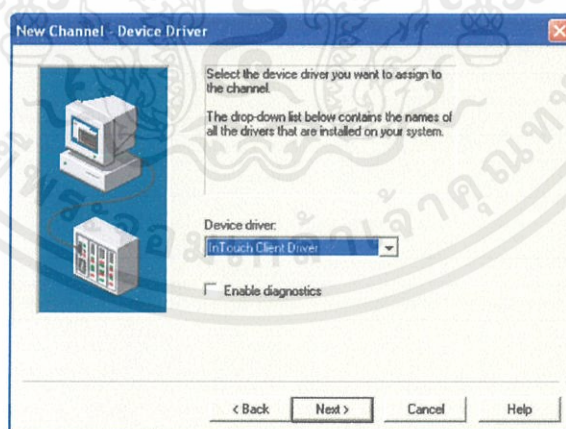 New Channel - Device Driver
Select the device driver you want to assign to
the channel.
The drop-down list below contains the names of
all the drivers that are installed on your system.
Device driver:
InTouch Client Driver
Enable diagnostics
< Back
Next >
Cancel
Help